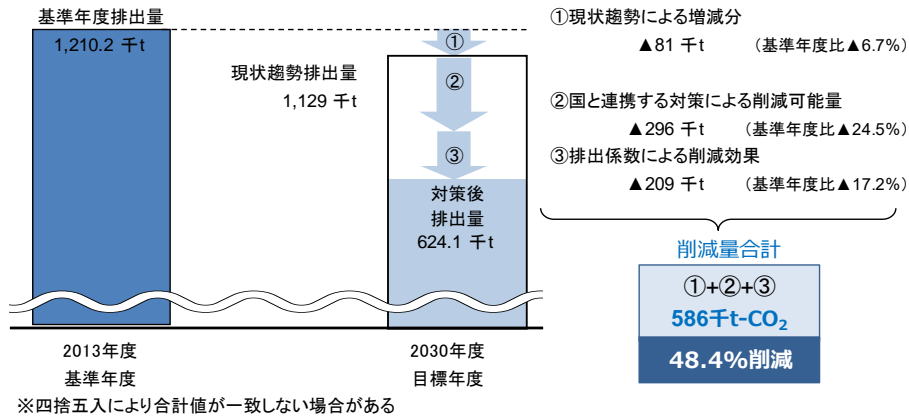 基準年度排出量
1,210.2 千t
現状趨勢排出量
1,129 千t
①
②
③
対策後
排出量
624.1 千t
2013年度
基準年度
2030年度
目標年度
※四捨五入により合計値が一致しない場合がある
①現状趨勢による増減分
▲81 千t (基準年度比▲6.7%)
②国と連携する対策による削減可能量
▲296 千t (基準年度比▲24.5%)
③排出係数による削減効果
▲209 千t (基準年度比▲17.2%)
削減量合計
①+②+③
586千t-CO₂
48.4%削減